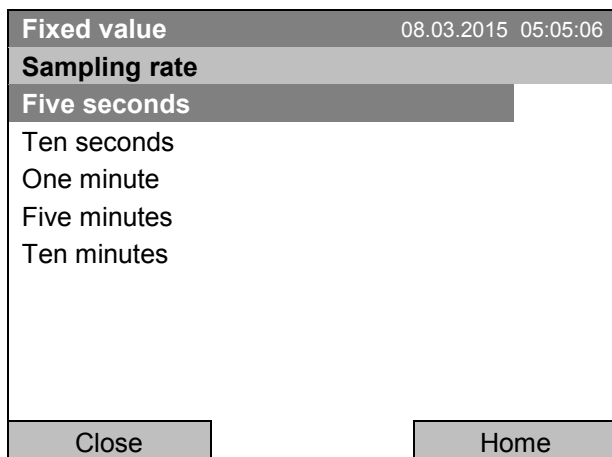 Fixed value 08.03.2015 05:05:06
Sampling rate
Five seconds
Ten seconds
One minute
Five minutes
Ten minutes
Close Home